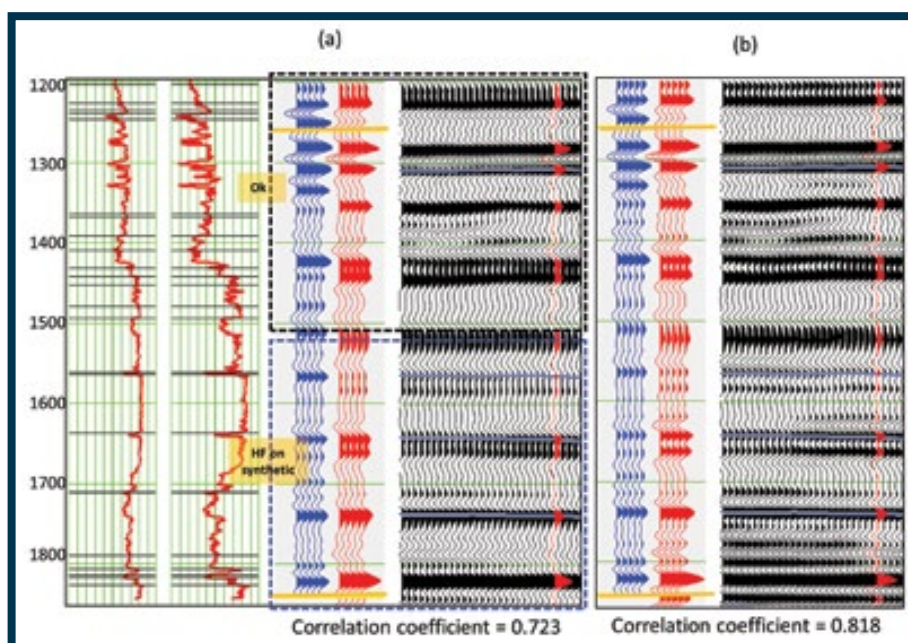 (a)
(b)
1200
1300
Ok
1400
1500
1600
HF on
synthetic
1700
1800
Correlation coefficient = 0.723
Correlation coefficient = 0.818